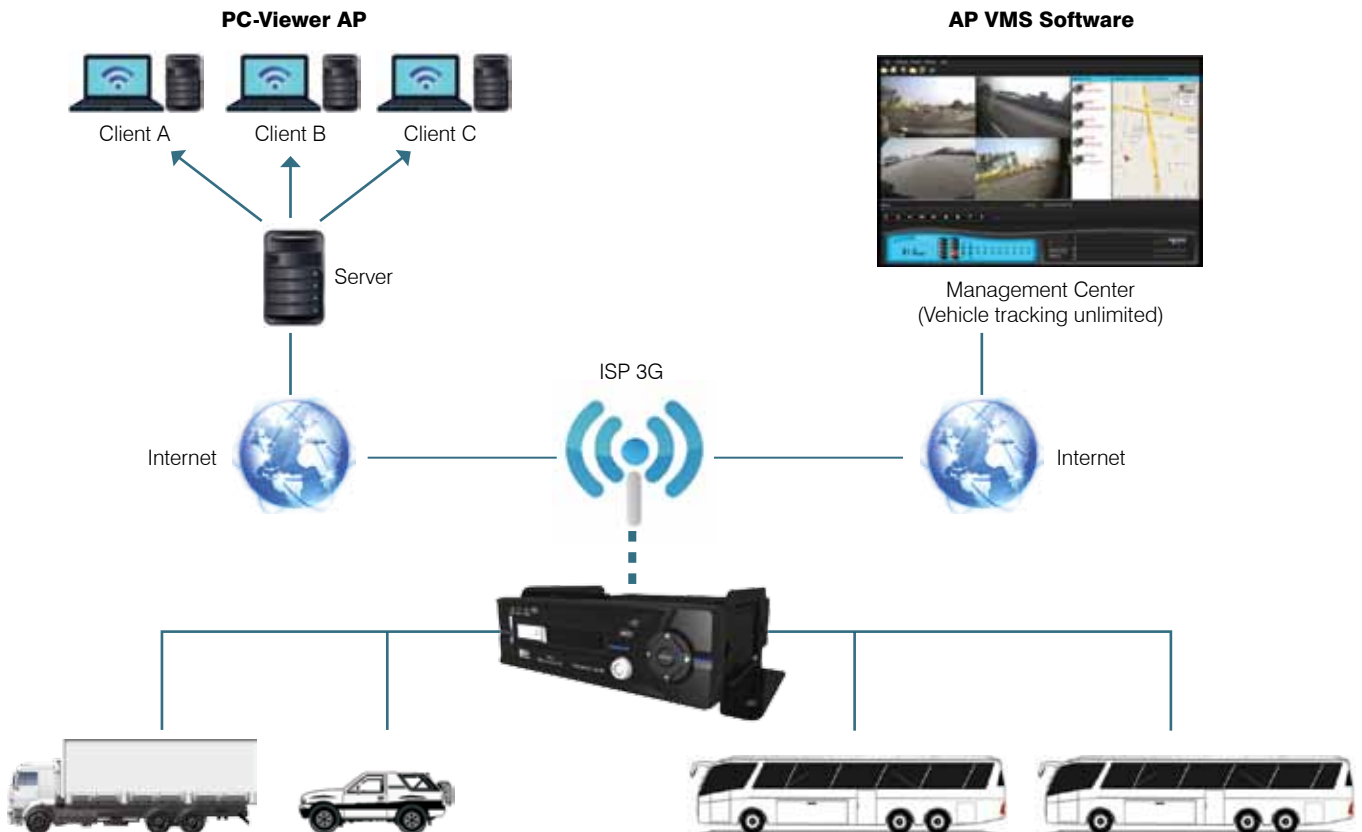 PC-Viewer AP
AP VMS Software
Client A
Client B
Client C
Server
Management Center
(Vehicle tracking unlimited)
ISP 3G
Internet
Internet